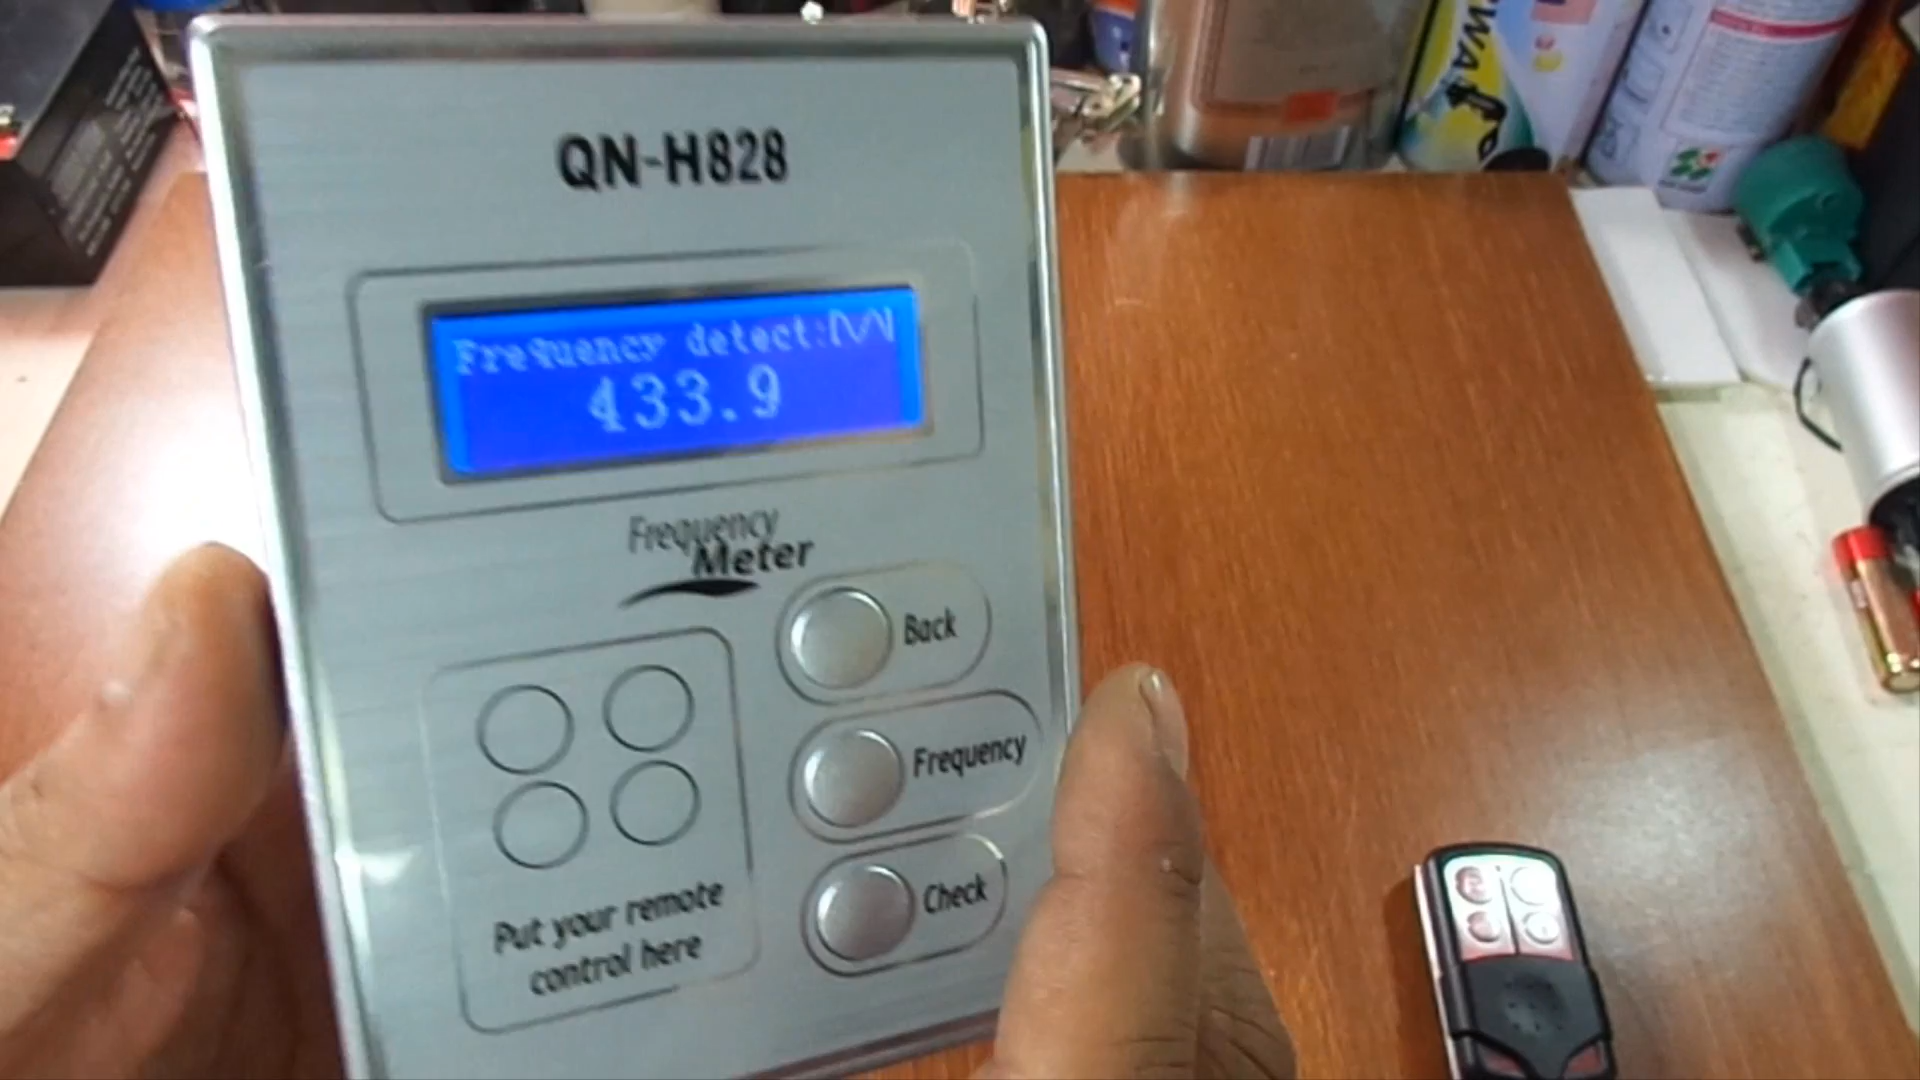 QN-H828
Frequency detect:
433.9
Frequency
Meter
Back
Frequency
Check
Put your remote
control here